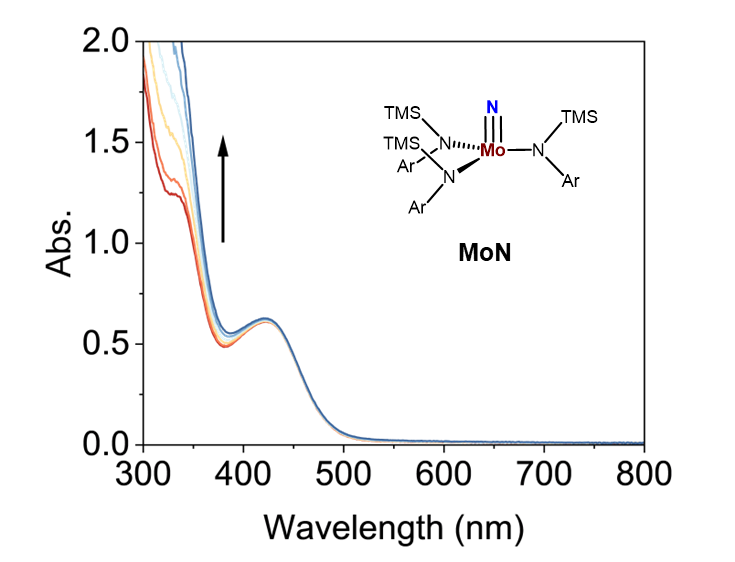 2.0
1.5
1.0
0.5
0.0
Abs.
300 400 500 600 700 800
Wavelength (nm)
N
TMS
TMS
TMS
N
Mo
N
Ar
N
Ar
Ar
MoN